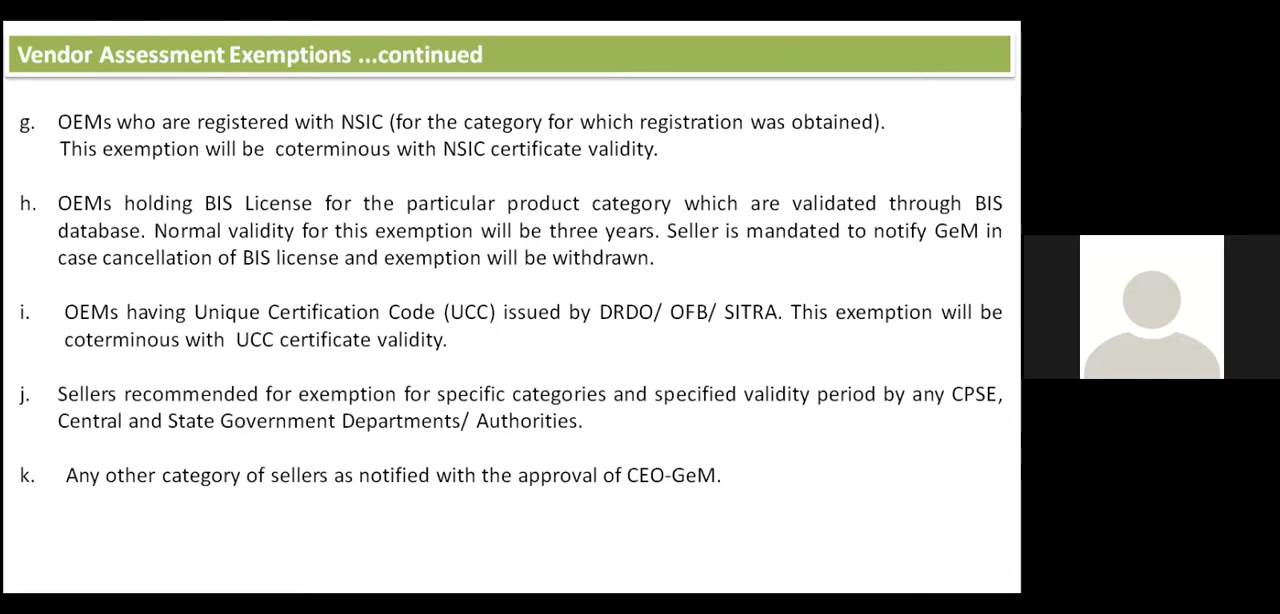 Vendor Assessment Exemptions ...continued
g. OEMs who are registered with NSIC (for the category for which registration was obtained).
This exemption will be coterminous with NSIC certificate validity.
h. OEMs holding BIS License for the particular product category which are validated through BIS
database. Normal validity for this exemption will be three years. Seller is mandated to notify GeM in
case cancellation of BIS license and exemption will be withdrawn.
i. OEMs having Unique Certification Code (UCC) issued by DRDO/ OFB/ SITRA. This exemption will be
coterminous with UCC certificate validity.
j. Sellers recommended for exemption for specific categories and specified validity period by any CPSE,
Central and State Government Departments/ Authorities.
k. Any other category of sellers as notified with the approval of CEO-GeM.